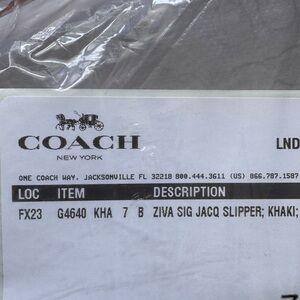 COACH
NEW YORK
LND
ONE COACH WAY. JACKSONVILLE FL 32218 800.444.3611 (US) 866.787.1587
LOC ITEM DESCRIPTION
FX23 G4640 KHA 7 B ZIVA SIG JACQ SLIPPER; KHAKI;